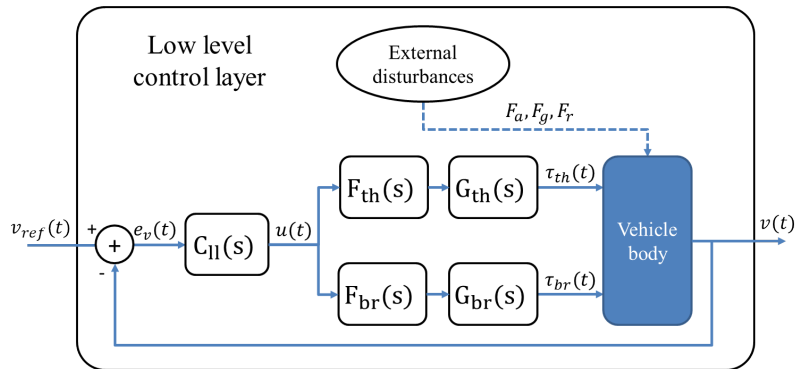 Low level
control layer
External
disturbances
F_a, F_g, F_r
F_th(s)
G_th(s)
τ_th(t)
v_ref(t)
+
+
-
e_v(t)
C_ll(s)
u(t)
Vehicle
body
v(t)
F_br(s)
G_br(s)
τ_br(t)